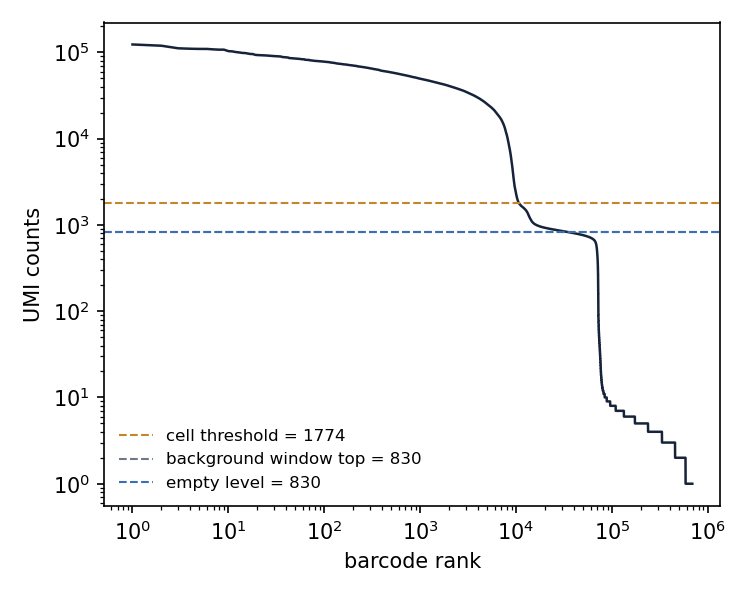 10⁵
10⁴
10³
10²
10¹
10⁰
UMI counts
cell threshold = 1774
background window top = 830
empty level = 830
10⁰ 10¹ 10² 10³ 10⁴ 10⁵ 10⁶
barcode rank